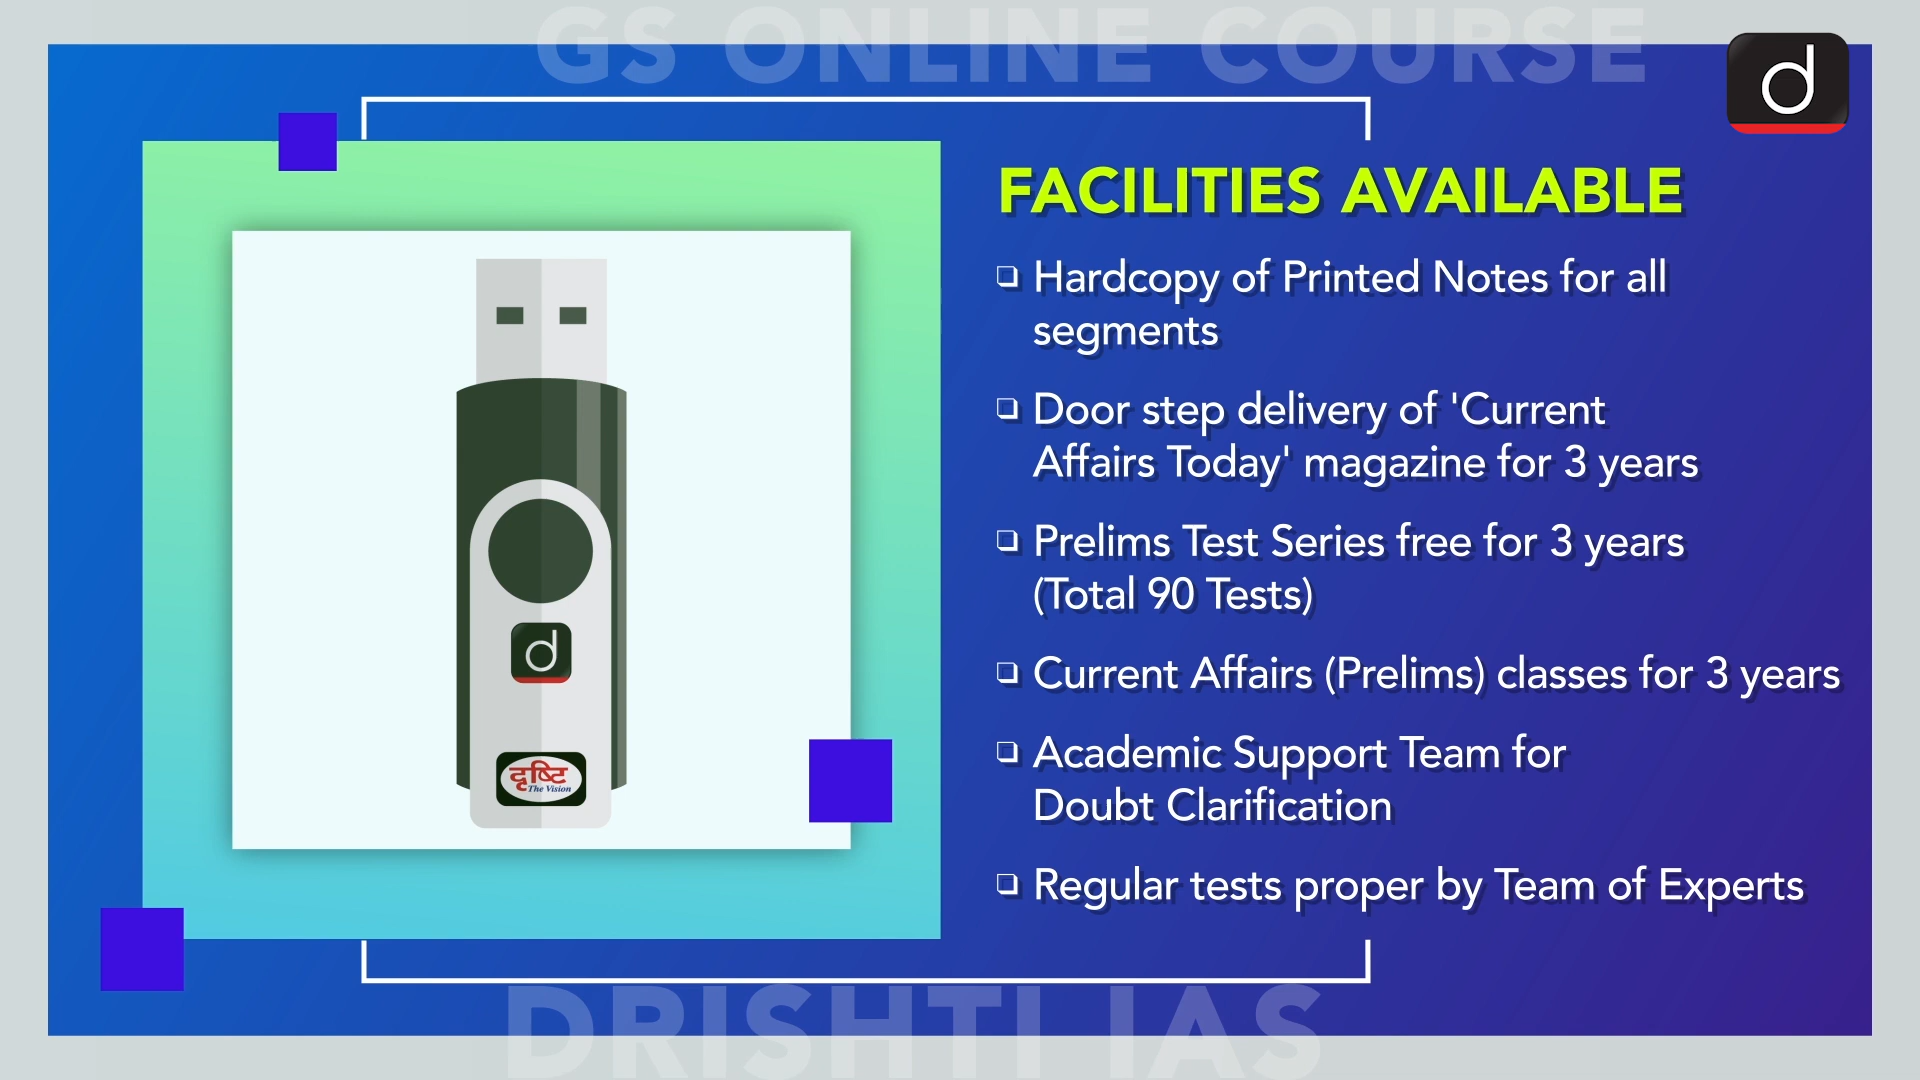 GS ONLINE COURSE
d
FACILITIES AVAILABLE
❏ Hardcopy of Printed Notes for all
segments
❏ Door step delivery of 'Current
Affairs Today' magazine for 3 years
❏ Prelims Test Series free for 3 years
(Total 90 Tests)
❏ Current Affairs (Prelims) classes for 3 years
❏ Academic Support Team for
Doubt Clarification
❏ Regular tests proper by Team of Experts
d
दृष्टि
The Vision
DRISHTI IAS